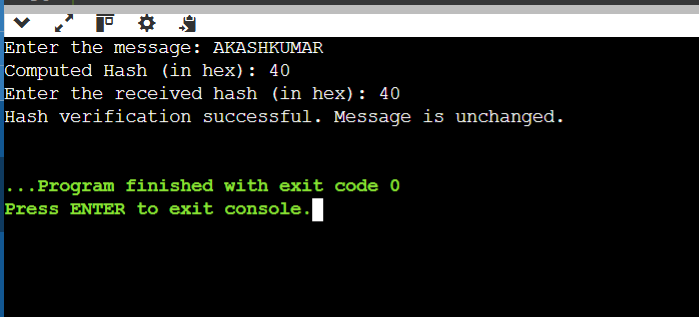 Enter the message: AKASHKUMAR
Computed Hash (in hex): 40
Enter the received hash (in hex): 40
Hash verification successful. Message is unchanged.
...Program finished with exit code 0
Press ENTER to exit console.